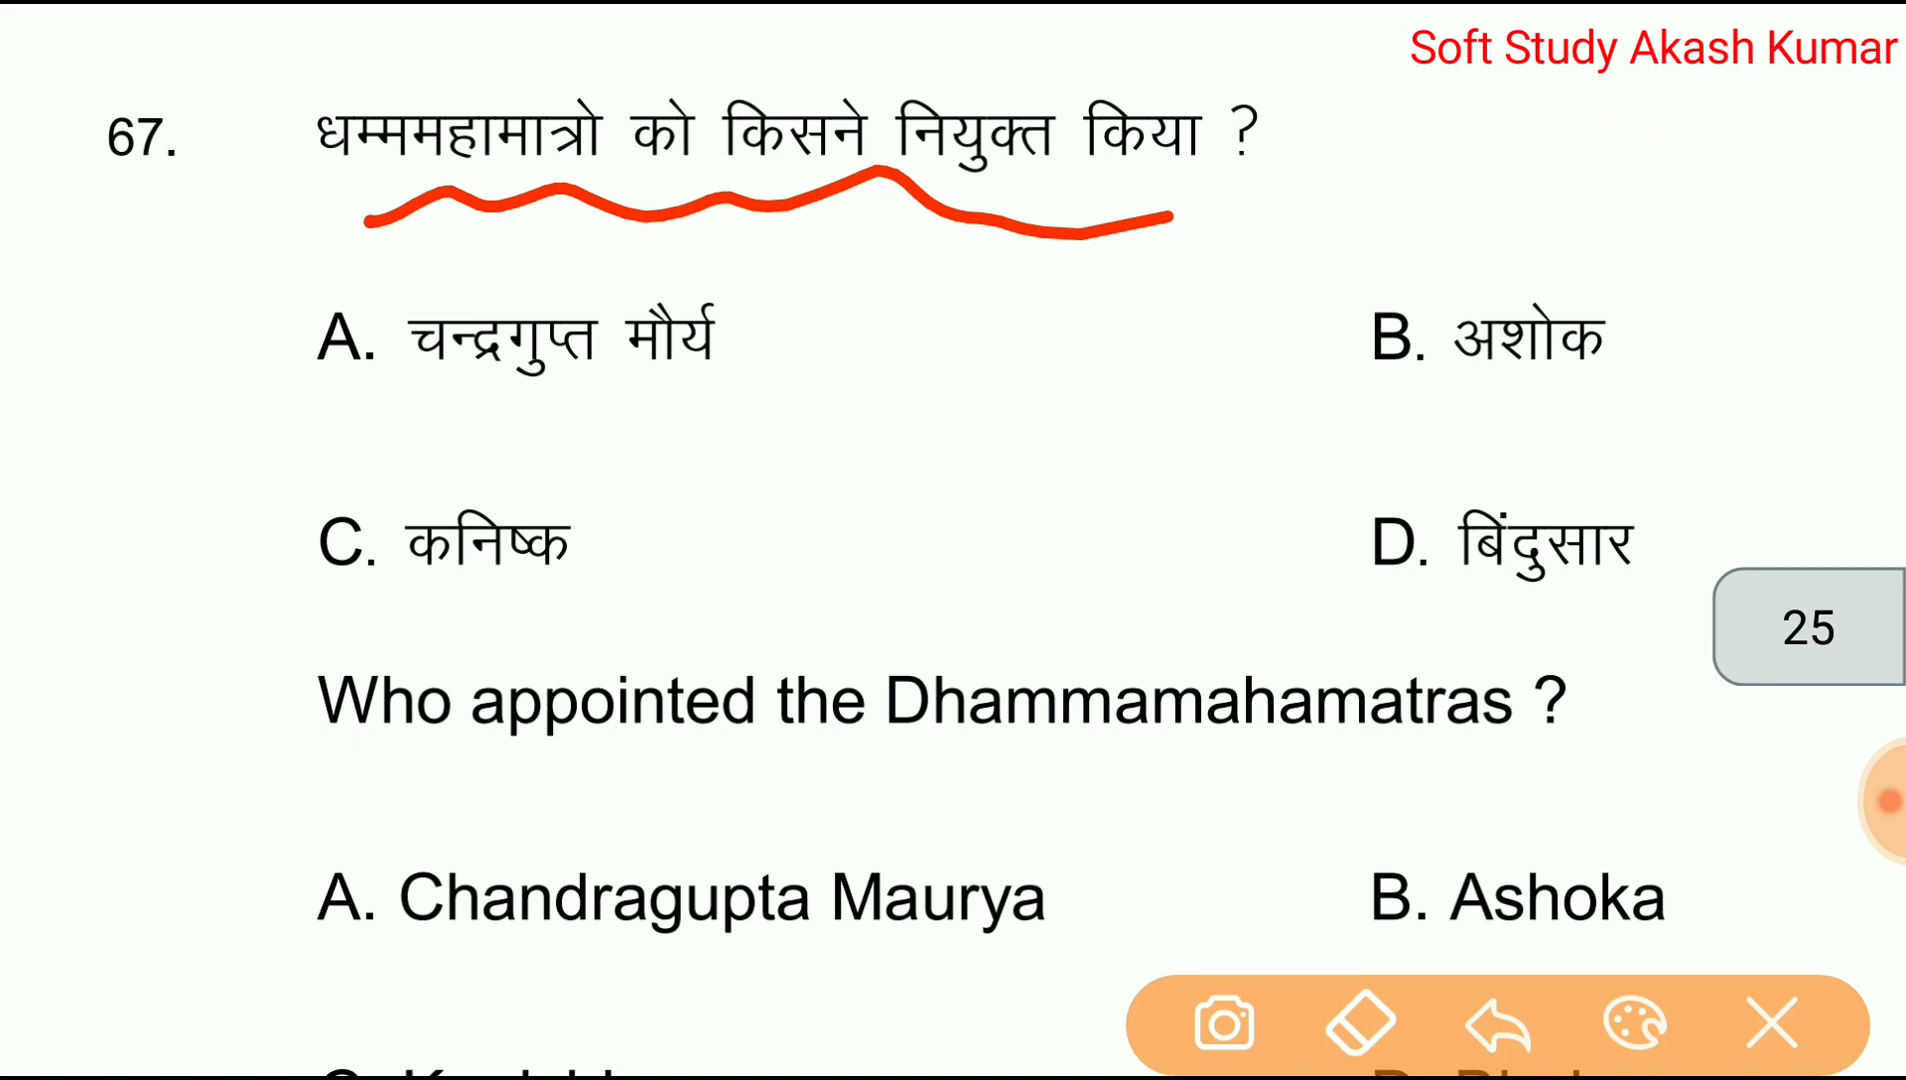 Soft Study Akash Kumar
67. धम्ममहामात्रो को किसने नियुक्त किया ?
A. चन्द्रगुप्त मौर्य B. अशोक
C. कनिष्क D. बिंदुसार
25
Who appointed the Dhammamahamatras ?
A. Chandragupta Maurya B. Ashoka